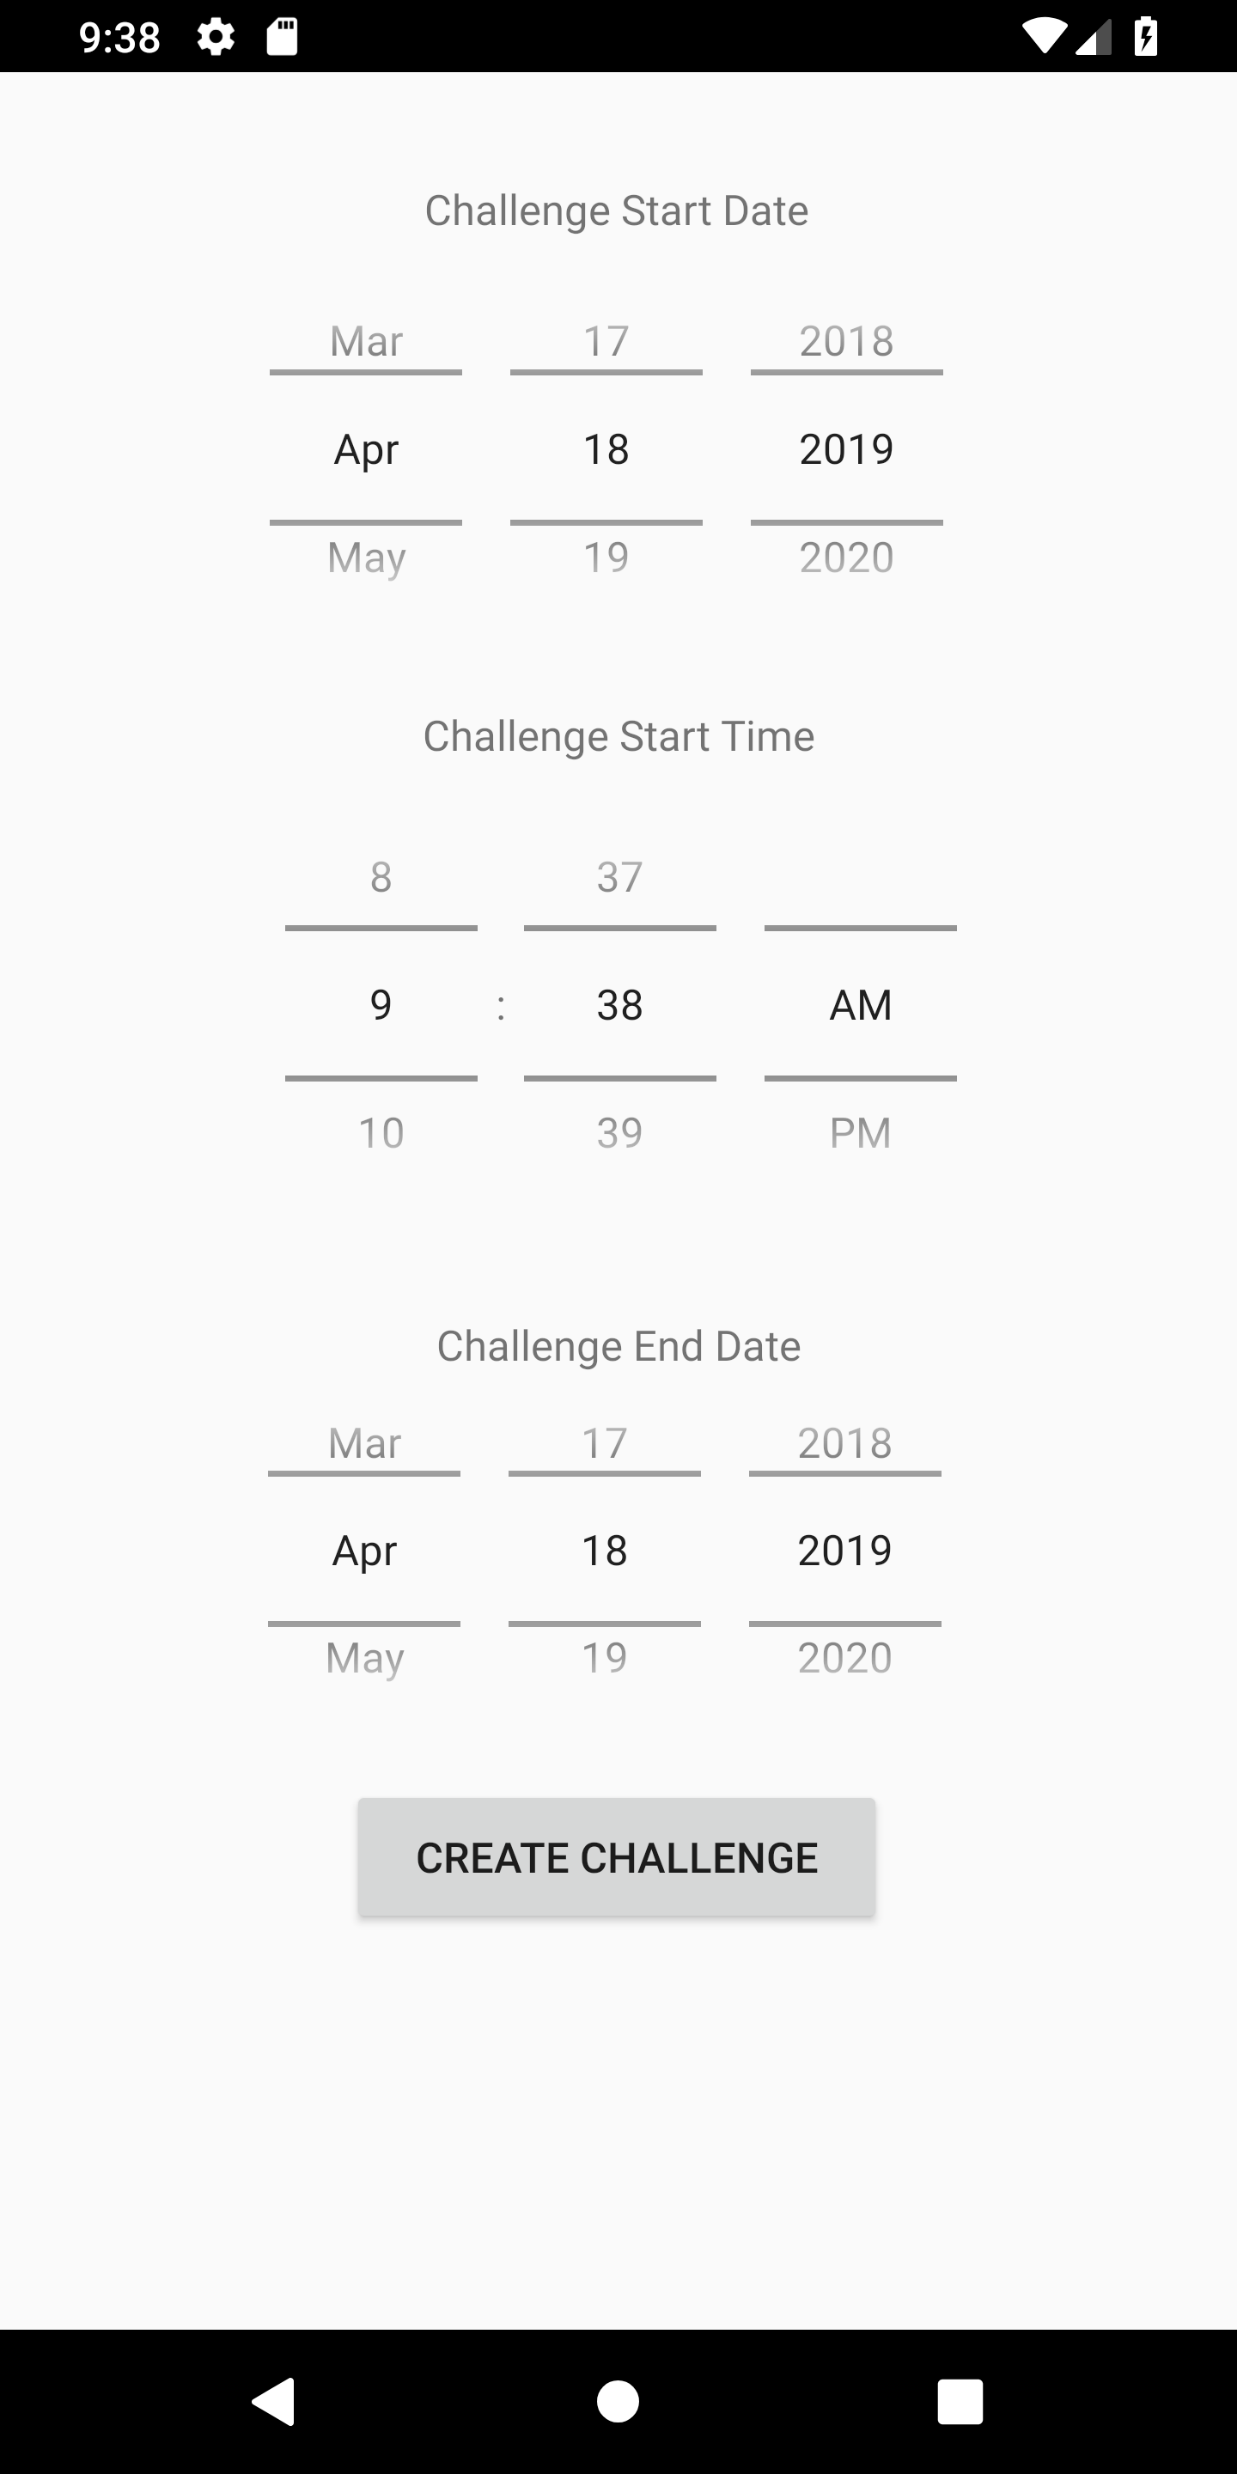 9:38
Challenge Start Date
Mar 17 2018
Apr 18 2019
May 19 2020
Challenge Start Time
8 37
9 : 38 AM
10 39 PM
Challenge End Date
Mar 17 2018
Apr 18 2019
May 19 2020
CREATE CHALLENGE